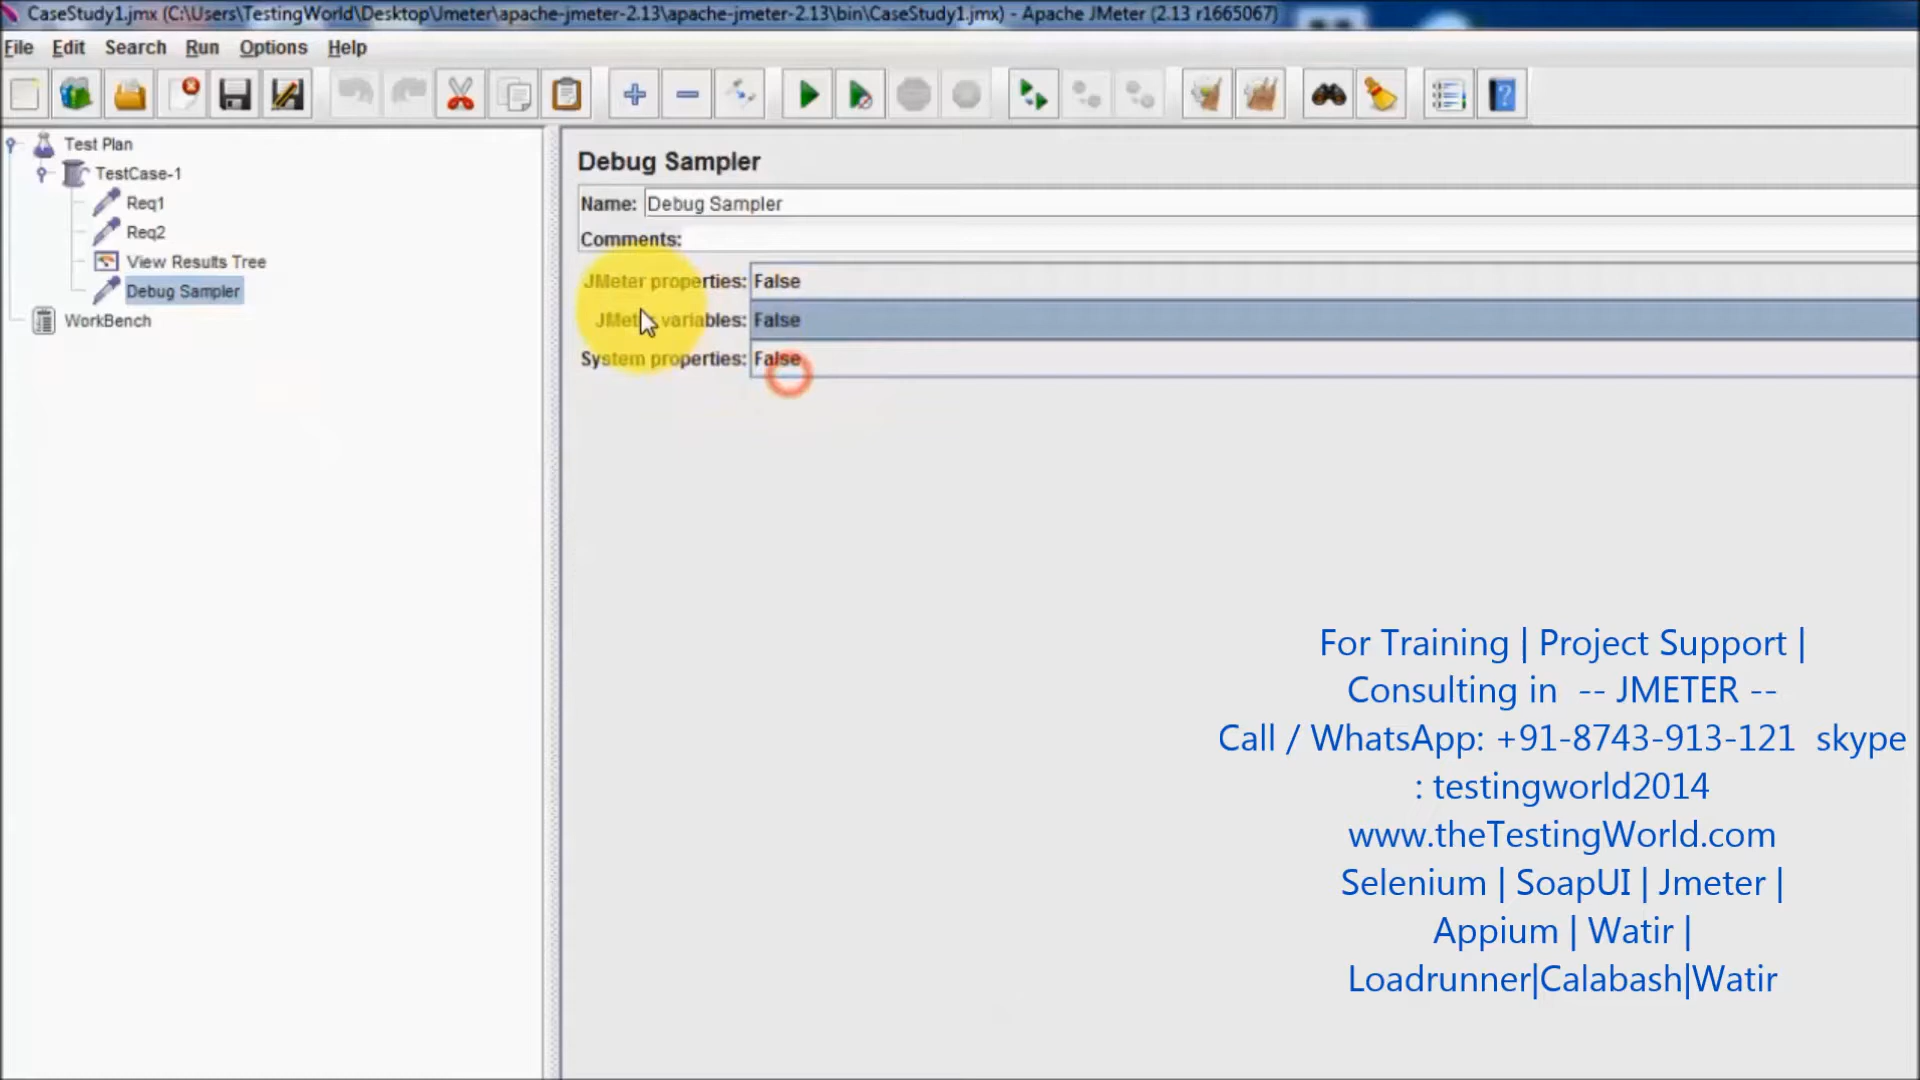 CaseStudy1.jmx (C:\Users\TestingWorld\Desktop\Jmeter\apache-jmeter-2.13\apache-jmeter-2.13\bin\CaseStudy1.jmx) - Apache JMeter (2.13 r1665067)
File Edit Search Run Options Help
Test Plan
TestCase-1
Req1
Req2
View Results Tree
Debug Sampler
WorkBench
Debug Sampler
Name: Debug Sampler
Comments:
JMeter properties: False
JMeter variables: False
System properties: False
For Training | Project Support |
Consulting in -- JMETER --
Call / WhatsApp: +91-8743-913-121 skype
: testingworld2014
www.theTestingWorld.com
Selenium | SoapUI | Jmeter |
Appium | Watir |
Loadrunner|Calabash|Watir